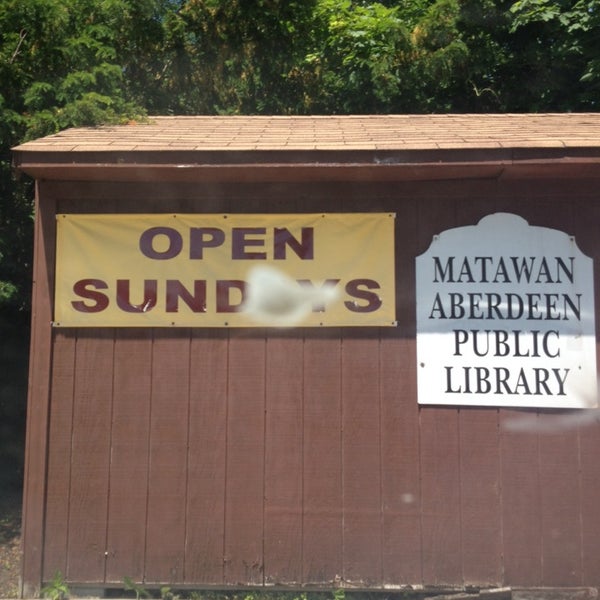 OPEN
SUNDAYS
MATAWAN
ABERDEEN
PUBLIC
LIBRARY